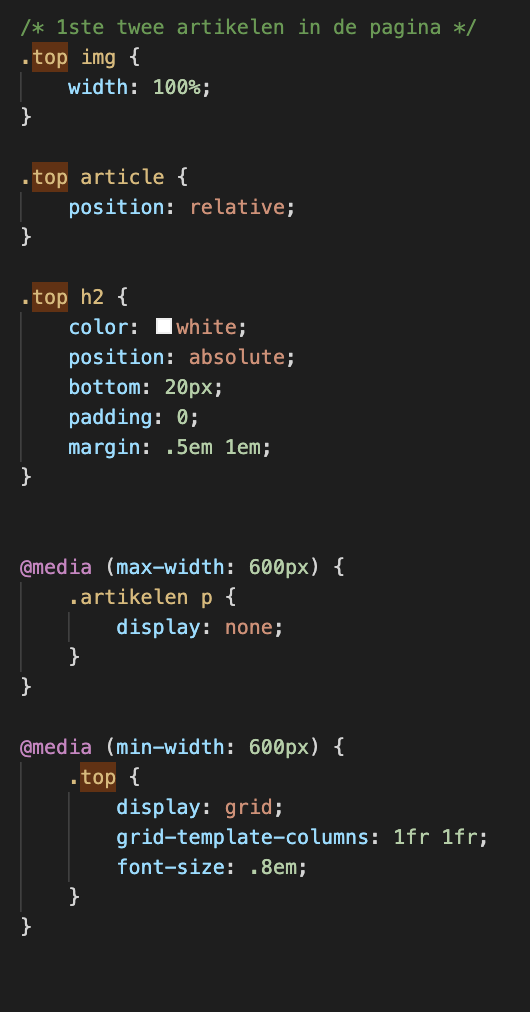 /* 1ste twee artikelen in de pagina */
.top img {
    width: 100%;
}

.top article {
    position: relative;
}

.top h2 {
    color: white;
    position: absolute;
    bottom: 20px;
    padding: 0;
    margin: .5em 1em;
}


@media (max-width: 600px) {
    .artikelen p {
        display: none;
    }
}

@media (min-width: 600px) {
    .top {
        display: grid;
        grid-template-columns: 1fr 1fr;
        font-size: .8em;
    }
}